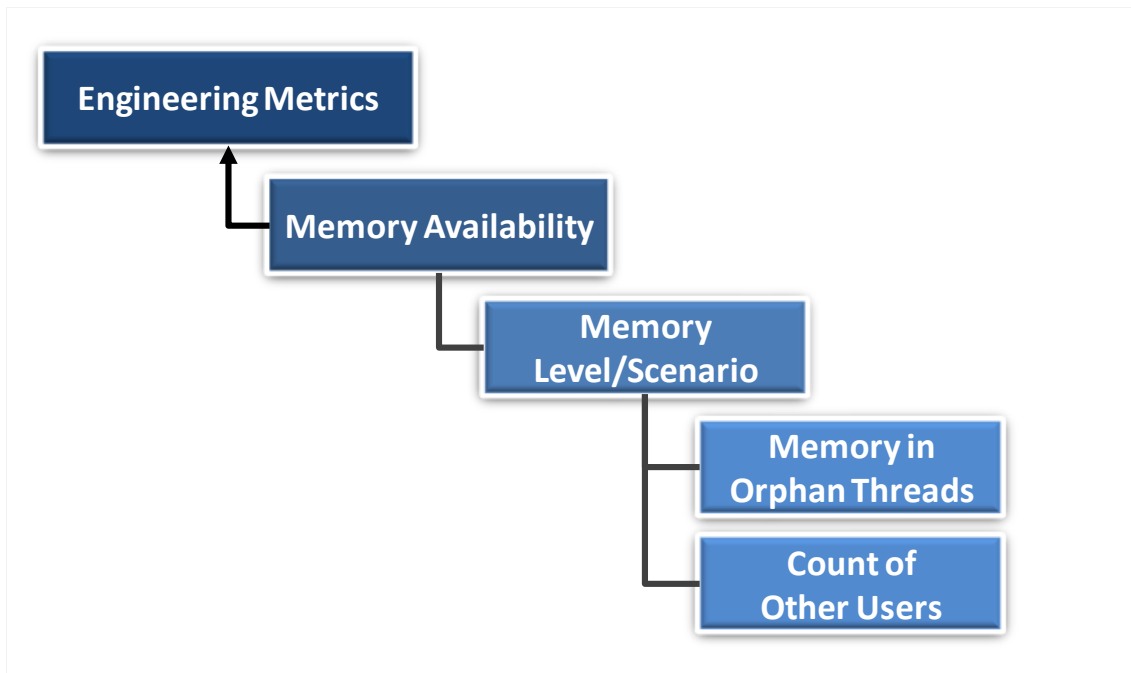 Engineering Metrics
Memory Availability
Memory
Level/Scenario
Memory in
Orphan Threads
Count of
Other Users